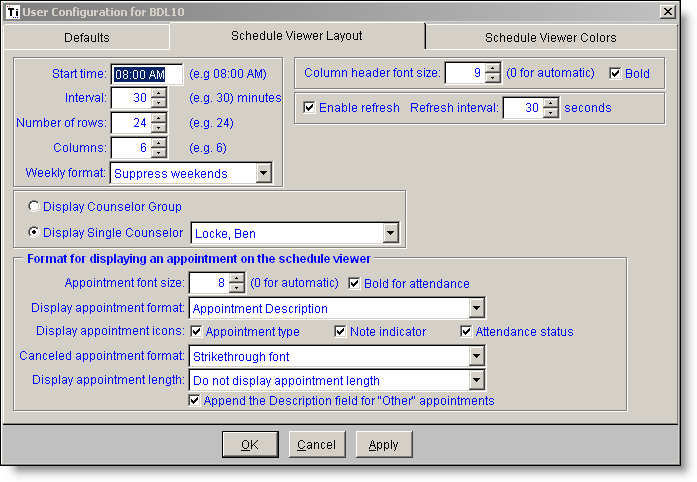 Ti User Configuration for BDL10
Defaults
Schedule Viewer Layout
Schedule Viewer Colors
Start time: 08:00 AM (e.g 08:00 AM)
Interval: 30 (e.g. 30) minutes
Number of rows: 24 (e.g. 24)
Columns: 6 (e.g. 6)
Weekly format: Suppress weekends
Column header font size: 9 (0 for automatic) Bold
Enable refresh Refresh interval: 30 seconds
Display Counselor Group
Display Single Counselor Locke, Ben
Format for displaying an appointment on the schedule viewer
Appointment font size: 8 (0 for automatic) Bold for attendance
Display appointment format: Appointment Description
Display appointment icons: Appointment type Note indicator Attendance status
Canceled appointment format: Strikethrough font
Display appointment length: Do not display appointment length
Append the Description field for "Other" appointments
OK Cancel Apply